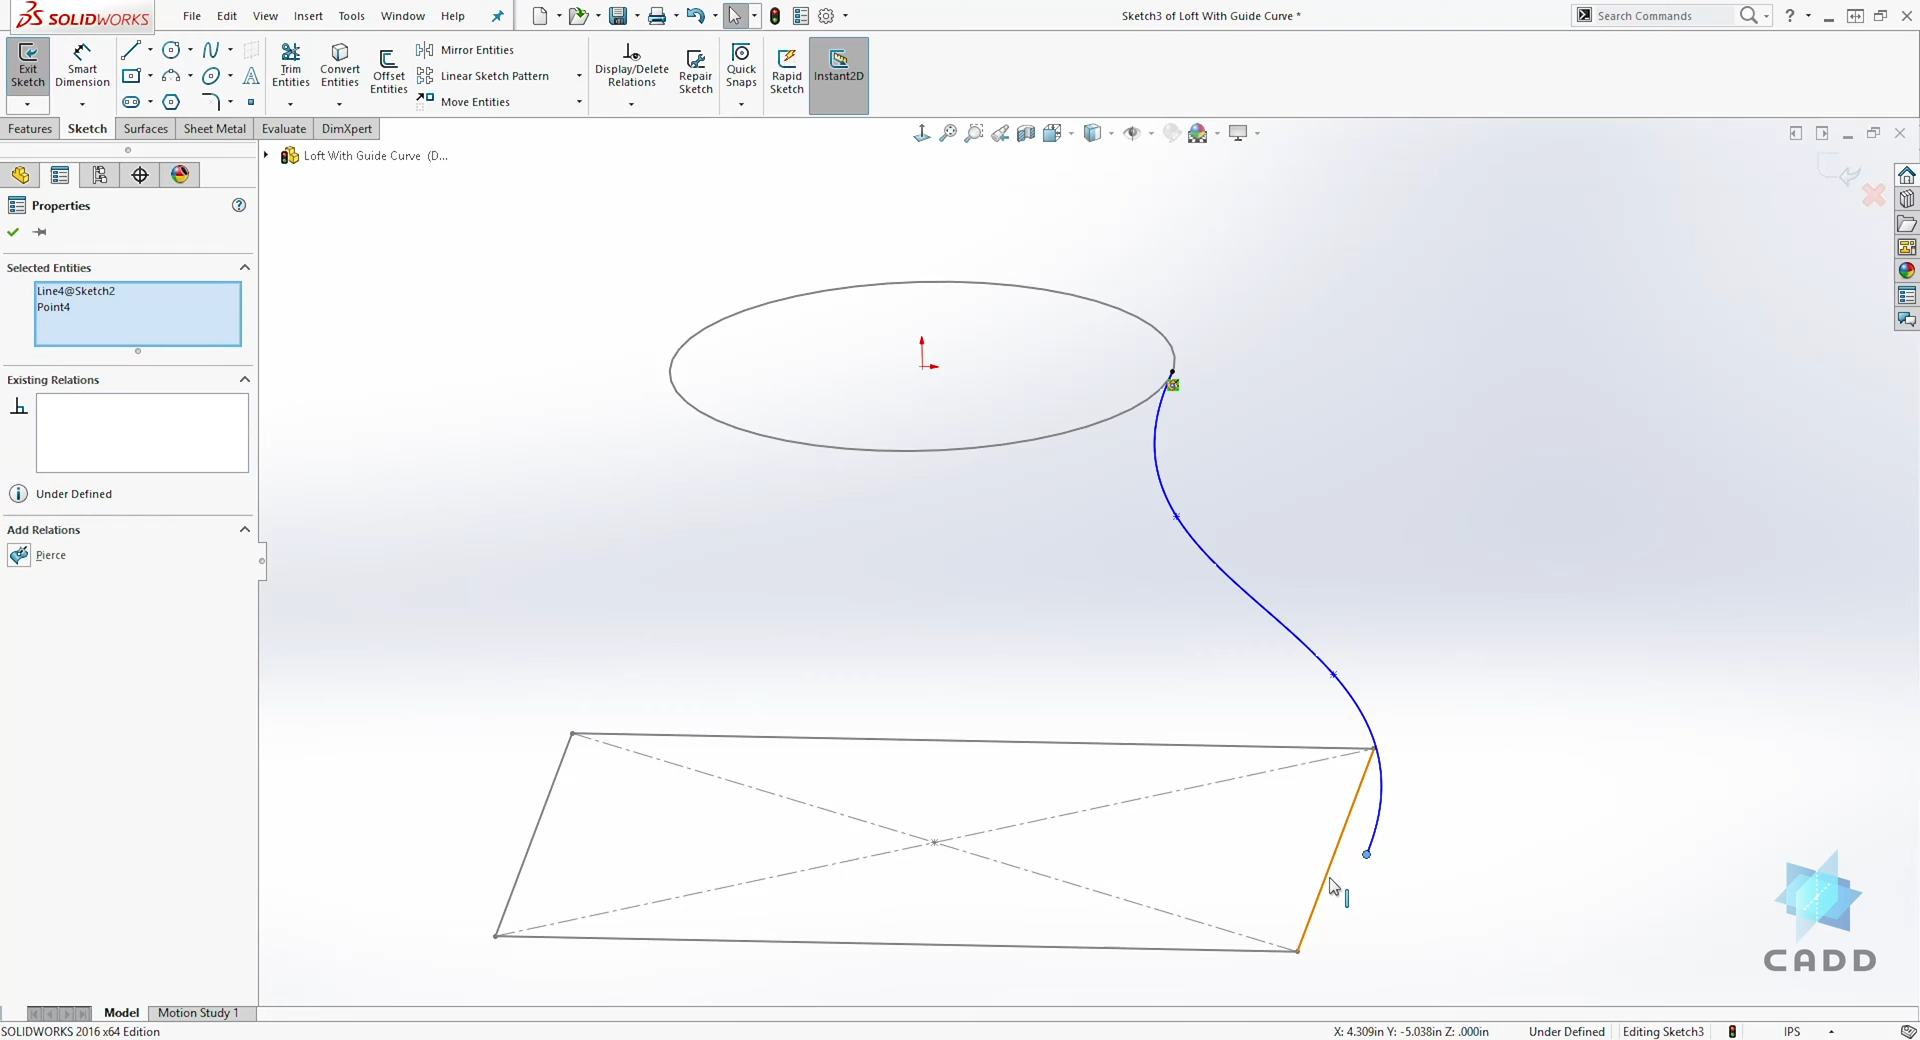 SOLIDWORKS
File Edit View Insert Tools Window Help
Sketch3 of Loft With Guide Curve *
Search Commands
?
Exit Sketch
Smart Dimension
Trim Entities
Convert Entities
Offset Entities
Mirror Entities
Linear Sketch Pattern
Move Entities
Display/Delete Relations
Repair Sketch
Quick Snaps
Rapid Sketch
Instant2D
Features Sketch Surfaces Sheet Metal Evaluate DimXpert
Loft With Guide Curve (D...
Properties
?
Selected Entities
Line4@Sketch2
Point4
Existing Relations
Under Defined
Add Relations
Pierce
CADD
Model Motion Study 1
SOLIDWORKS 2016 x64 Edition
X: 4.309in Y: -5.038in Z: .000in Under Defined Editing Sketch3 IPS